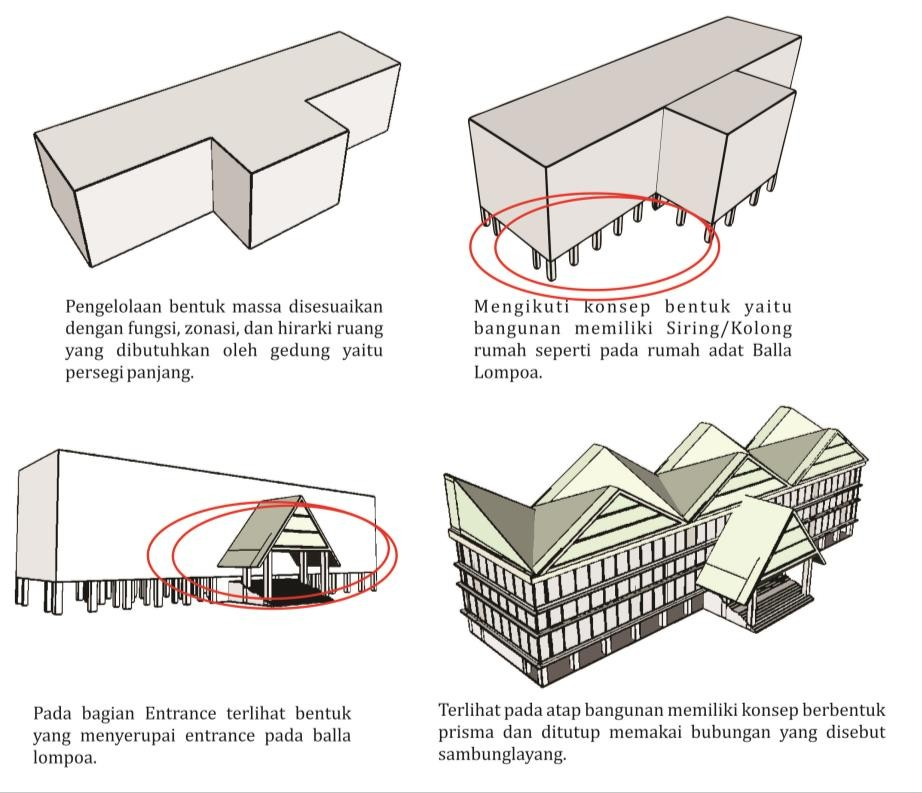 Pengelolaan bentuk massa disesuaikan
dengan fungsi, zonasi, dan hirarki ruang
yang dibutuhkan oleh gedung yaitu
persegi panjang.
Mengikuti konsep bentuk yaitu
bangunan memiliki Siring/Kolong
rumah seperti pada rumah adat Balla
Lompoa.
Pada bagian Entrance terlihat bentuk
yang menyerupai entrance pada balla
lompoa.
Terlihat pada atap bangunan memiliki konsep berbentuk
prisma dan ditutup memakai bubungan yang disebut
sambunglayang.